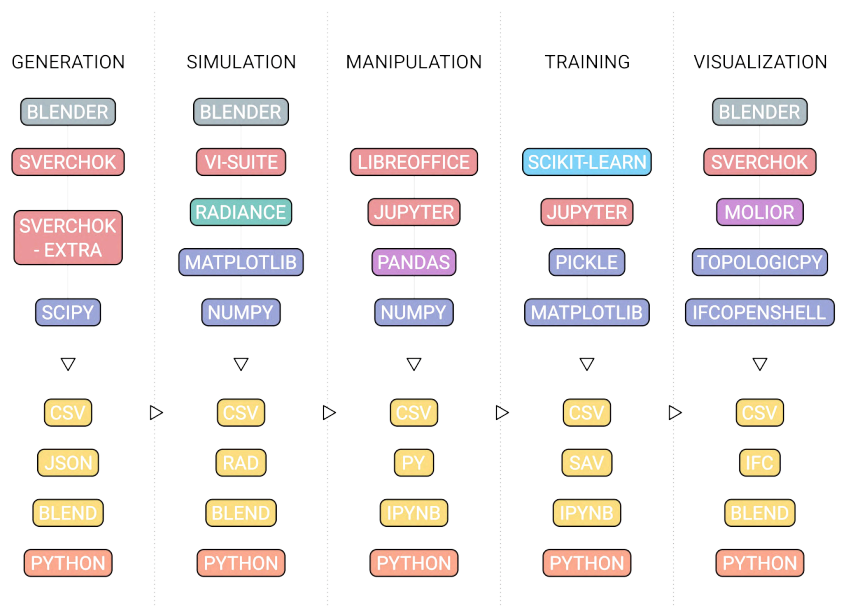 GENERATION
SIMULATION
MANIPULATION
TRAINING
VISUALIZATION
BLENDER
BLENDER
BLENDER
SVERCHOK
VI-SUITE
LIBREOFFICE
SCIKIT-LEARN
SVERCHOK
SVERCHOK
- EXTRA
RADIANCE
JUPYTER
JUPYTER
MOLIOR
MATPLOTLIB
PANDAS
PICKLE
TOPOLOGICPY
SCIPY
NUMPY
NUMPY
MATPLOTLIB
IFCOPENSHELL
CSV
CSV
CSV
CSV
CSV
JSON
RAD
PY
SAV
IFC
BLEND
BLEND
IPYNB
IPYNB
BLEND
PYTHON
PYTHON
PYTHON
PYTHON
PYTHON